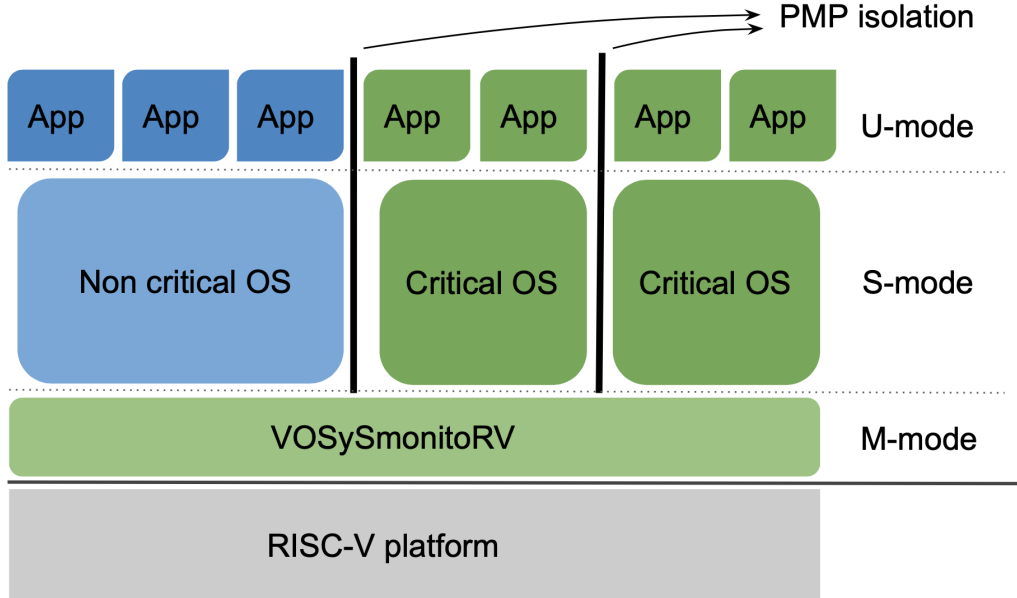 PMP isolation
App App App App App App App U-mode
Non critical OS Critical OS Critical OS S-mode
VOSySmonitoRV M-mode
RISC-V platform